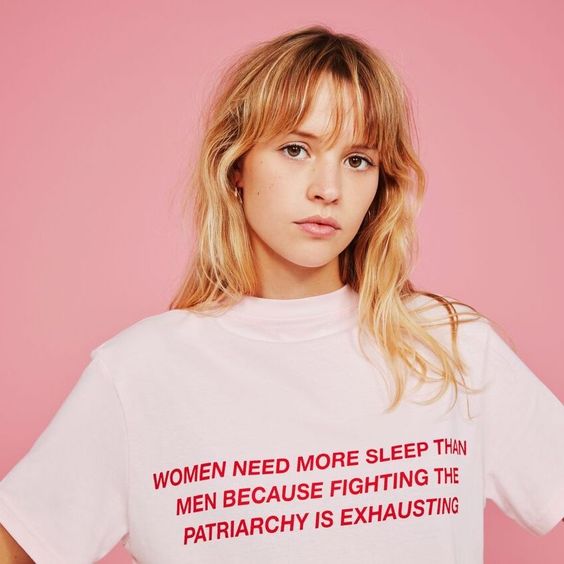 WOMEN NEED MORE SLEEP THAN
MEN BECAUSE FIGHTING THE
PATRIARCHY IS EXHAUSTING